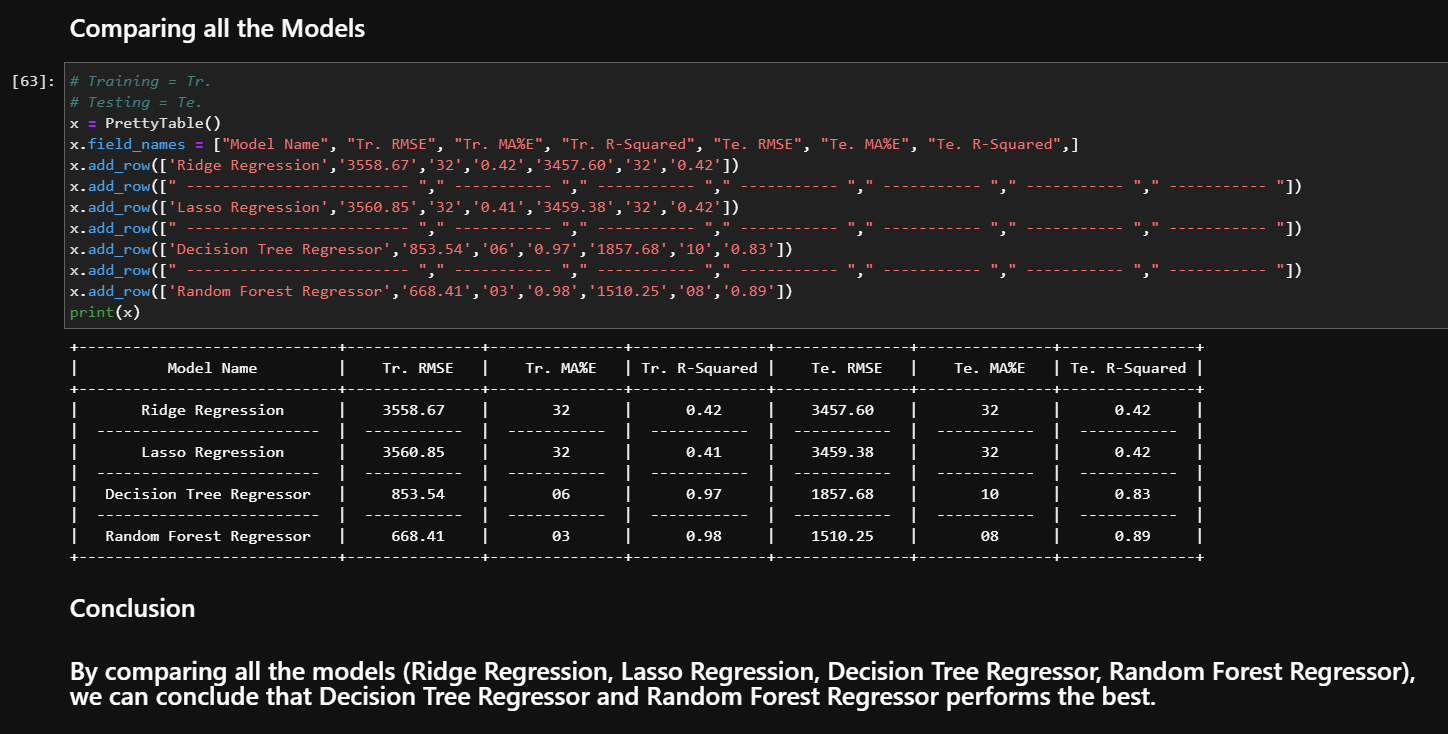 Comparing all the Models
[63]:
# Training = Tr.
# Testing = Te.
x = PrettyTable()
x.field_names = ["Model Name", "Tr. RMSE", "Tr. MA%E", "Tr. R-Squared", "Te. RMSE", "Te. MA%E", "Te. R-Squared",]
x.add_row(['Ridge Regression','3558.67','32','0.42','3457.60','32','0.42'])
x.add_row([" ------------------------- "," ----------- "," ----------- "," ----------- "," ----------- "," ----------- "," ----------- "])
x.add_row(['Lasso Regression','3560.85','32','0.41','3459.38','32','0.42'])
x.add_row([" ------------------------- "," ----------- "," ----------- "," ----------- "," ----------- "," ----------- "," ----------- "])
x.add_row(['Decision Tree Regressor','853.54','06','0.97','1857.68','10','0.83'])
x.add_row([" ------------------------- "," ----------- "," ----------- "," ----------- "," ----------- "," ----------- "," ----------- "])
x.add_row(['Random Forest Regressor','668.41','03','0.98','1510.25','08','0.89'])
print(x)
+-----------------------------+---------------+---------------+---------------+---------------+---------------+---------------+
|          Model Name         |    Tr. RMSE   |    Tr. MA%E   | Tr. R-Squared |    Te. RMSE   |    Te. MA%E   | Te. R-Squared |
+-----------------------------+---------------+---------------+---------------+---------------+---------------+---------------+
|       Ridge Regression      |    3558.67    |       32      |      0.42     |    3457.60    |       32      |      0.42     |
|  -------------------------  |  -----------  |  -----------  |  -----------  |  -----------  |  -----------  |  -----------  |
|       Lasso Regression      |    3560.85    |       32      |      0.41     |    3459.38    |       32      |      0.42     |
|  -------------------------  |  -----------  |  -----------  |  -----------  |  -----------  |  -----------  |  -----------  |
|   Decision Tree Regressor   |     853.54    |       06      |      0.97     |    1857.68    |       10      |      0.83     |
|  -------------------------  |  -----------  |  -----------  |  -----------  |  -----------  |  -----------  |  -----------  |
|   Random Forest Regressor   |     668.41    |       03      |      0.98     |    1510.25    |       08      |      0.89     |
+-----------------------------+---------------+---------------+---------------+---------------+---------------+---------------+
Conclusion
By comparing all the models (Ridge Regression, Lasso Regression, Decision Tree Regressor, Random Forest Regressor),
we can conclude that Decision Tree Regressor and Random Forest Regressor performs the best.